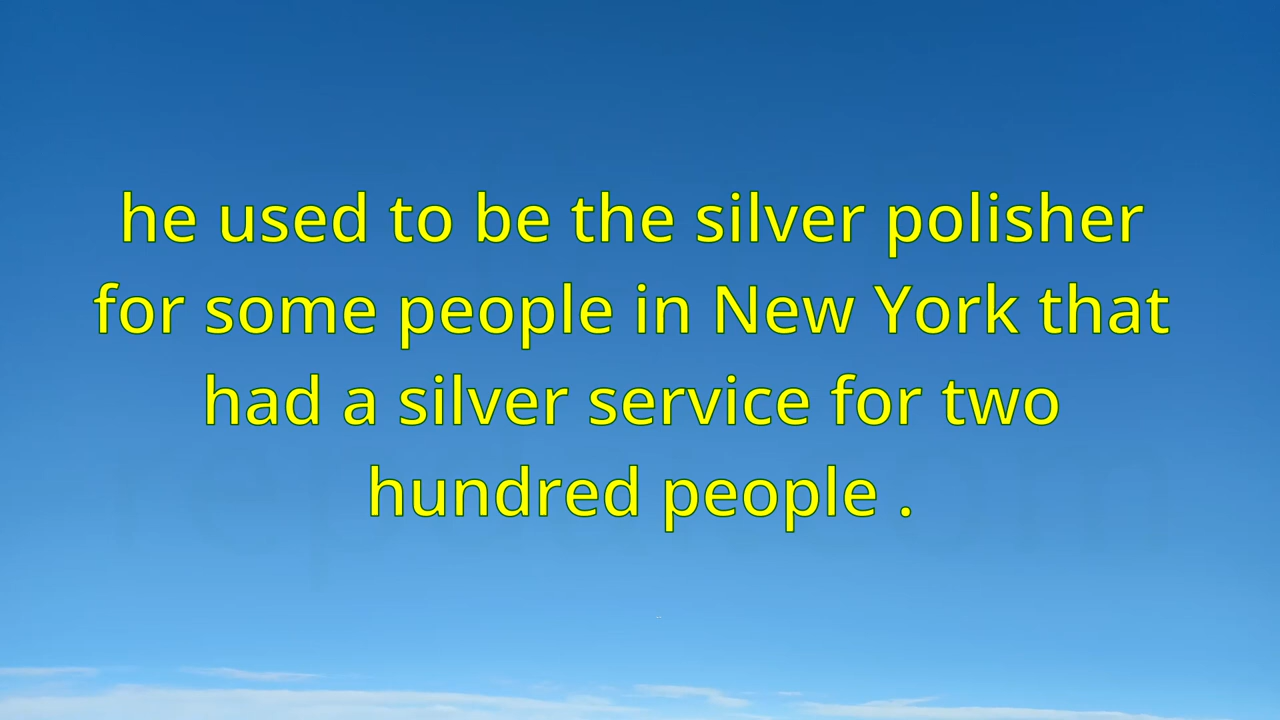 he used to be the silver polisher
for some people in New York that
had a silver service for two
hundred people .